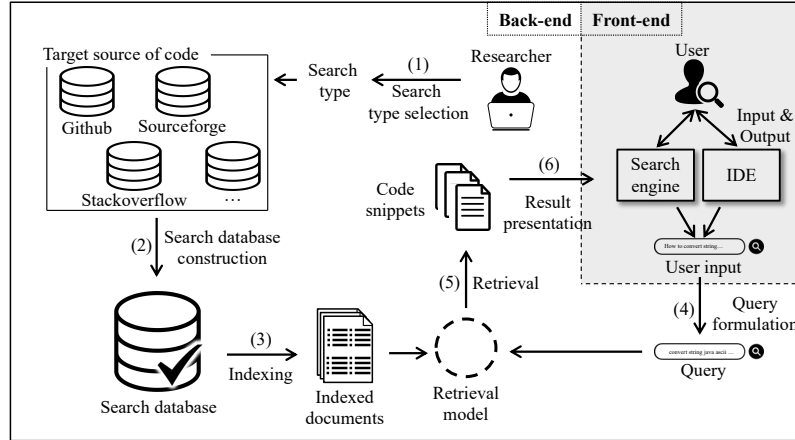 Back-end
Front-end
Target source of code
Github
Sourceforge
Stackoverflow
...
Search
type
(1)
Search
type selection
Researcher
User
Input &
Output
Search
engine
IDE
How to convert string…
User input
(6)
Result
presentation
Code
snippets
(2)
Search database
construction
(5)
Retrieval
(4)
Query
formulation
convert string java ascii …
Query
Search database
(3)
Indexing
Indexed
documents
Retrieval
model